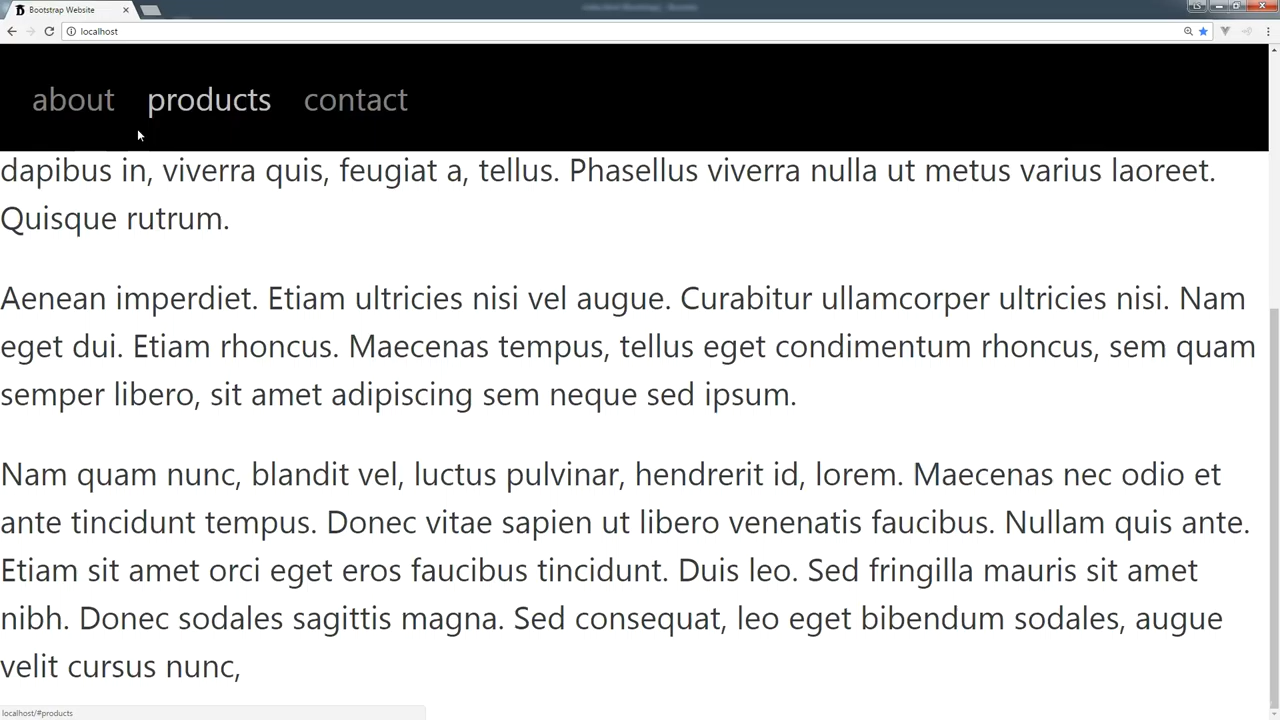 Bootstrap Website
localhost
about products contact
dapibus in, viverra quis, feugiat a, tellus. Phasellus viverra nulla ut metus varius laoreet.
Quisque rutrum.
Aenean imperdiet. Etiam ultricies nisi vel augue. Curabitur ullamcorper ultricies nisi. Nam
eget dui. Etiam rhoncus. Maecenas tempus, tellus eget condimentum rhoncus, sem quam
semper libero, sit amet adipiscing sem neque sed ipsum.
Nam quam nunc, blandit vel, luctus pulvinar, hendrerit id, lorem. Maecenas nec odio et
ante tincidunt tempus. Donec vitae sapien ut libero venenatis faucibus. Nullam quis ante.
Etiam sit amet orci eget eros faucibus tincidunt. Duis leo. Sed fringilla mauris sit amet
nibh. Donec sodales sagittis magna. Sed consequat, leo eget bibendum sodales, augue
velit cursus nunc,
localhost/#products